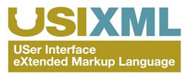 USIXML
USer Interface
eXtended Markup Language